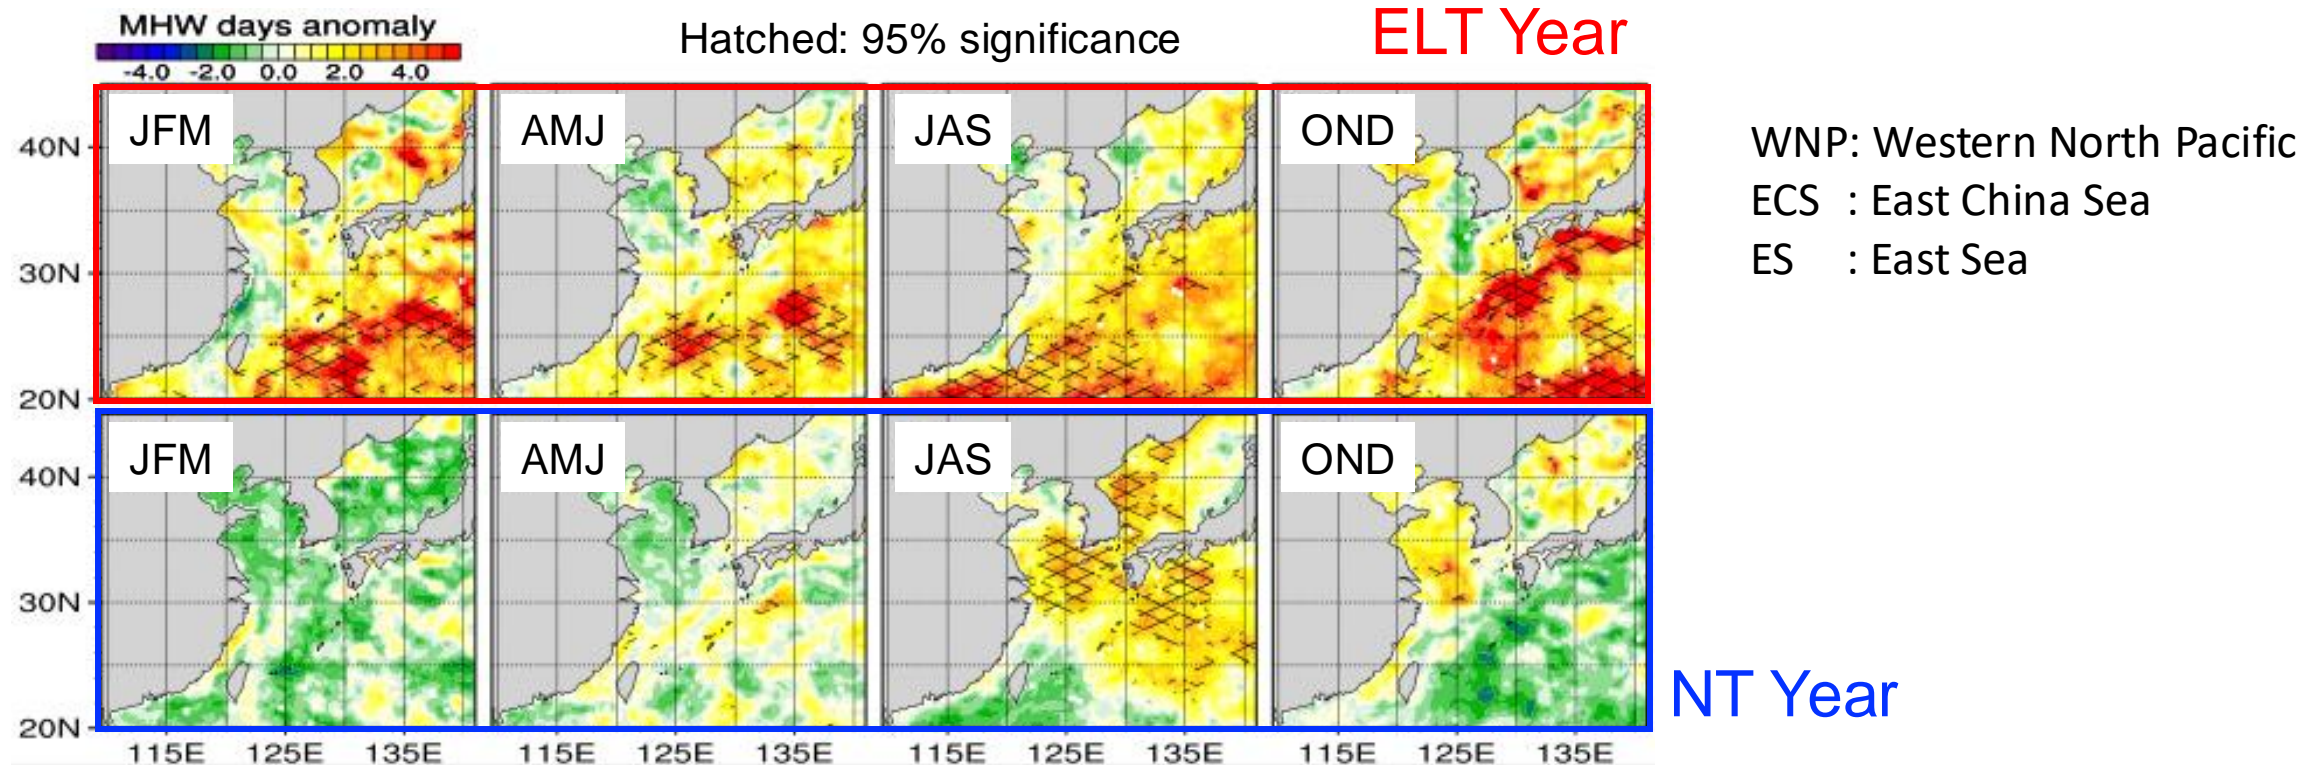 MHW days anomaly
-4.0 -2.0 0.0 2.0 4.0
Hatched: 95% significance
ELT Year
JFM AMJ JAS OND
40N
30N
20N
WNP: Western North Pacific
ECS : East China Sea
ES : East Sea
JFM AMJ JAS OND
40N
30N
20N
NT Year
115E 125E 135E 115E 125E 135E 115E 125E 135E 115E 125E 135E